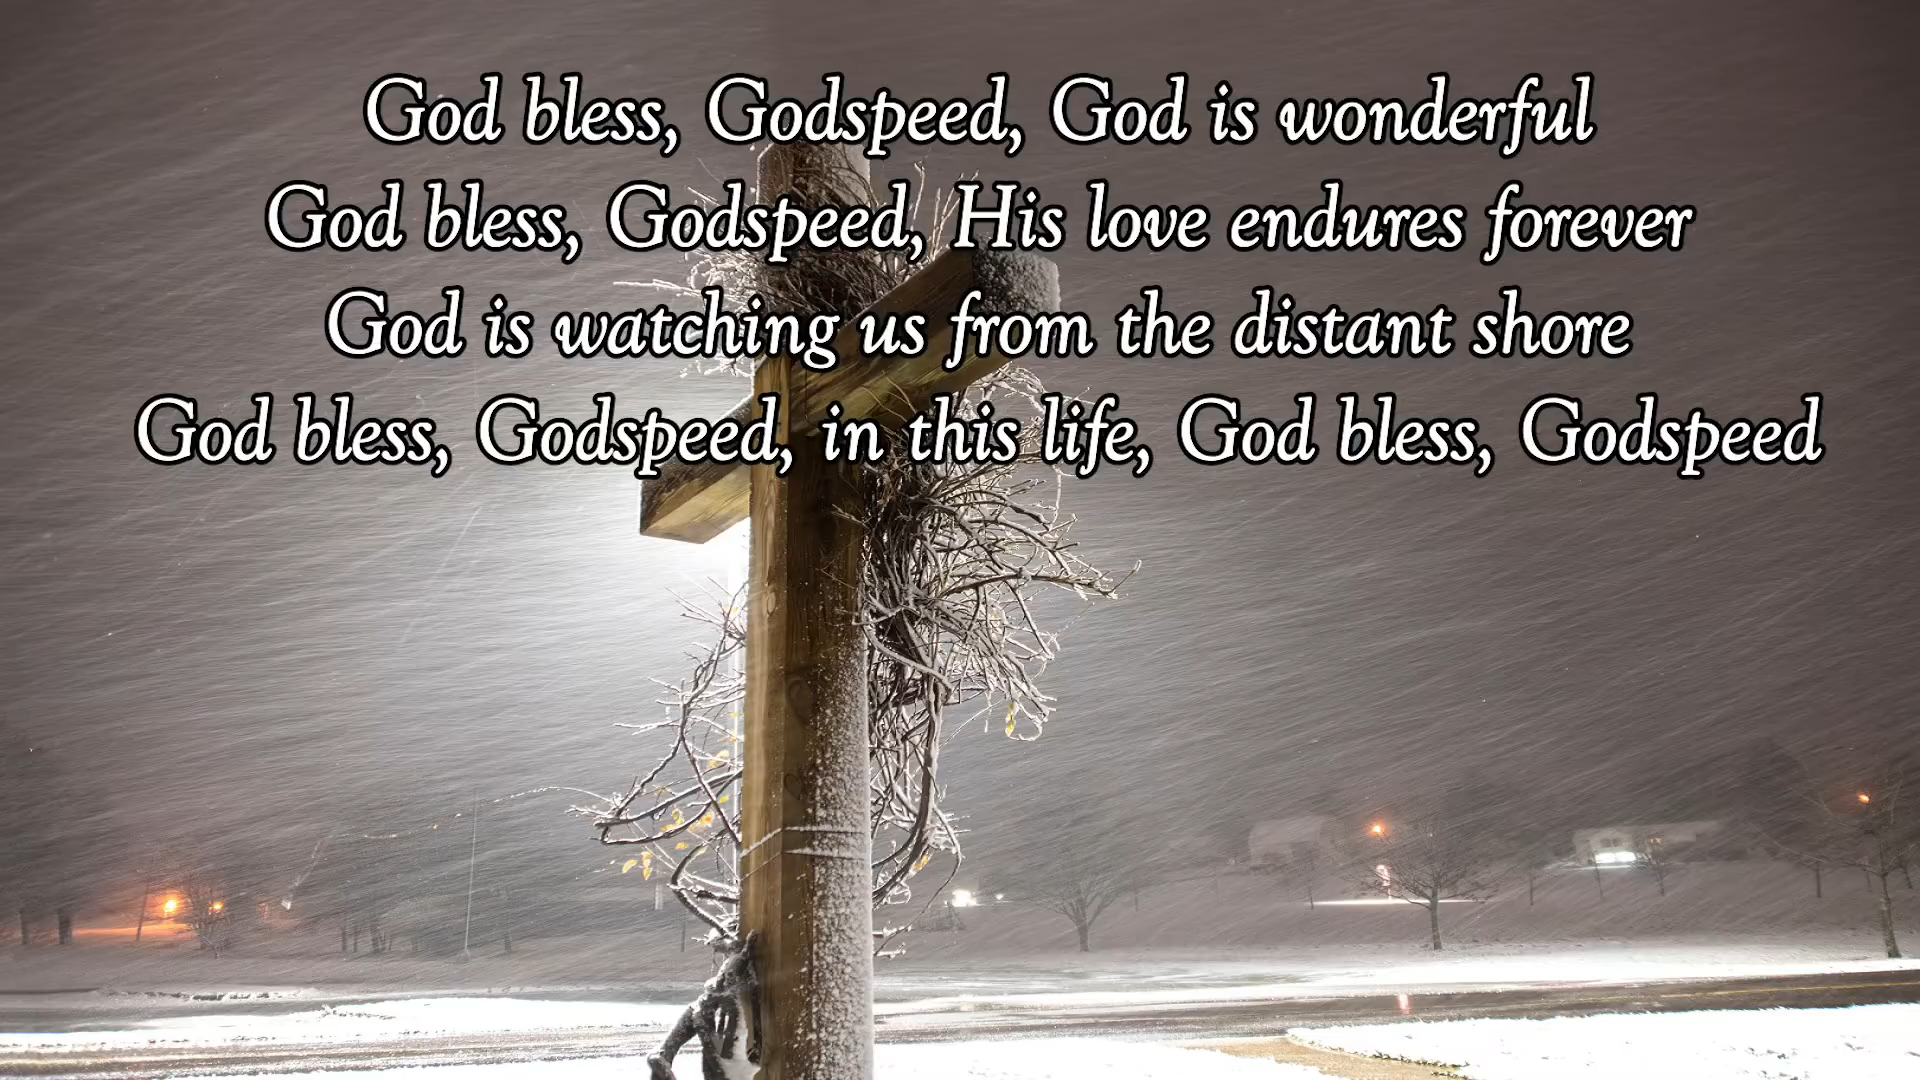 God bless, Godspeed, God is wonderful
God bless, Godspeed, His love endures forever
God is watching us from the distant shore
God bless, Godspeed, in this life, God bless, Godspeed